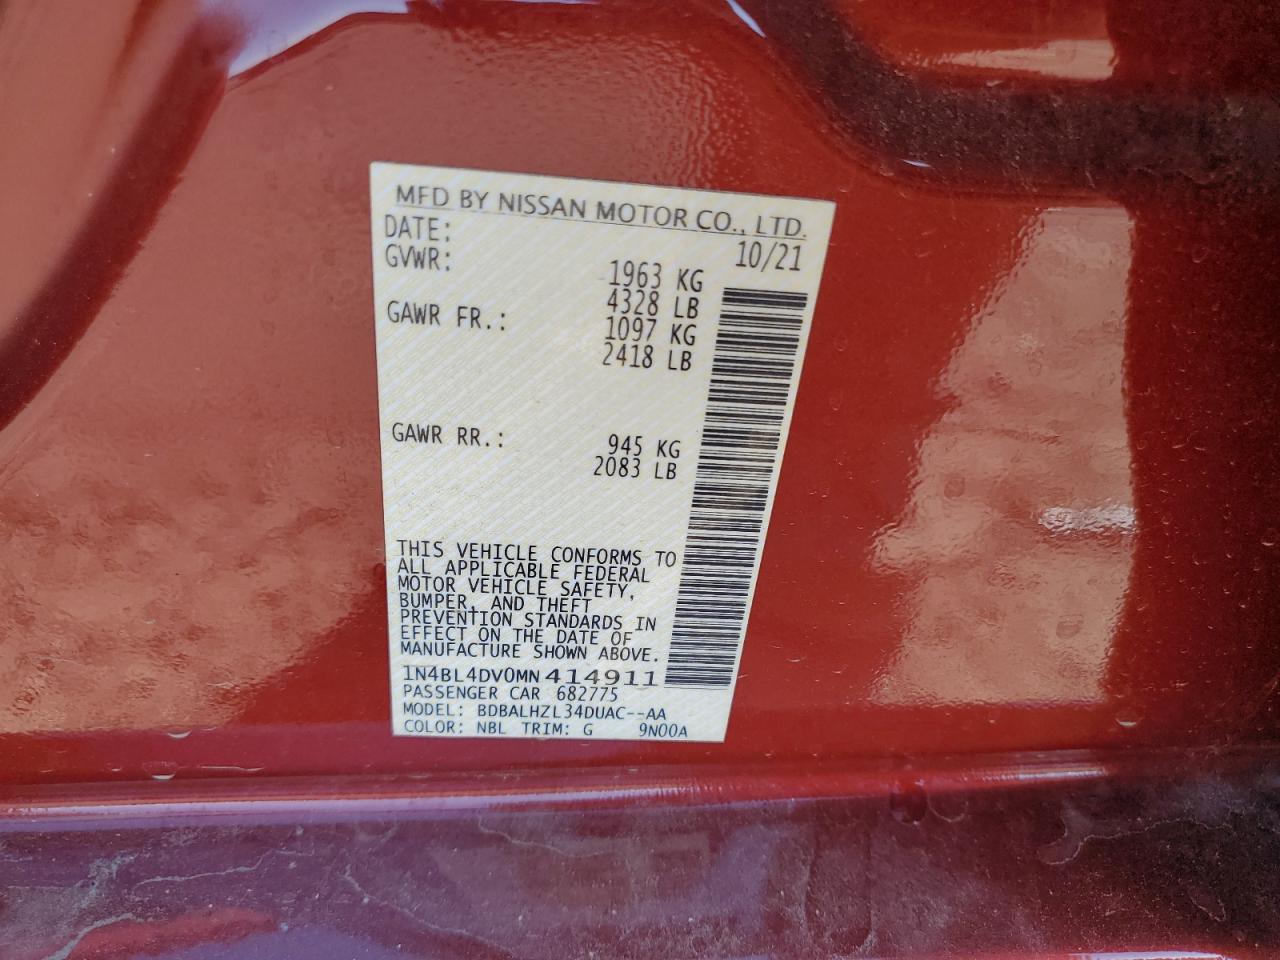 MFD BY NISSAN MOTOR CO., LTD.
DATE: 10/21
GVWR: 1963 KG
4328 LB
GAWR FR.: 1097 KG
2418 LB
GAWR RR.: 945 KG
2083 LB
THIS VEHICLE CONFORMS TO
ALL APPLICABLE FEDERAL
MOTOR VEHICLE SAFETY,
BUMPER, AND THEFT
PREVENTION STANDARDS IN
EFFECT ON THE DATE OF
MANUFACTURE SHOWN ABOVE.
1N4BL4DV0MN414911
PASSENGER CAR 682775
MODEL: BDBALHZL34DUAC--AA
COLOR: NBL TRIM: G 9N00A